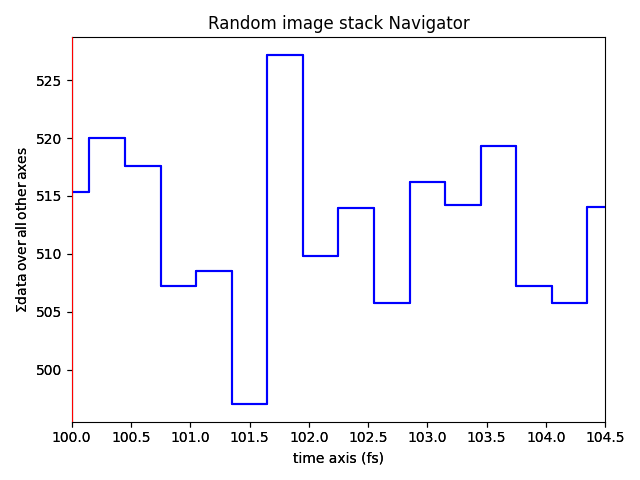 Random image stack Navigator
525
520
515
510
505
500
Σdata over all other axes
100.0 100.5 101.0 101.5 102.0 102.5 103.0 103.5 104.0 104.5
time axis (fs)